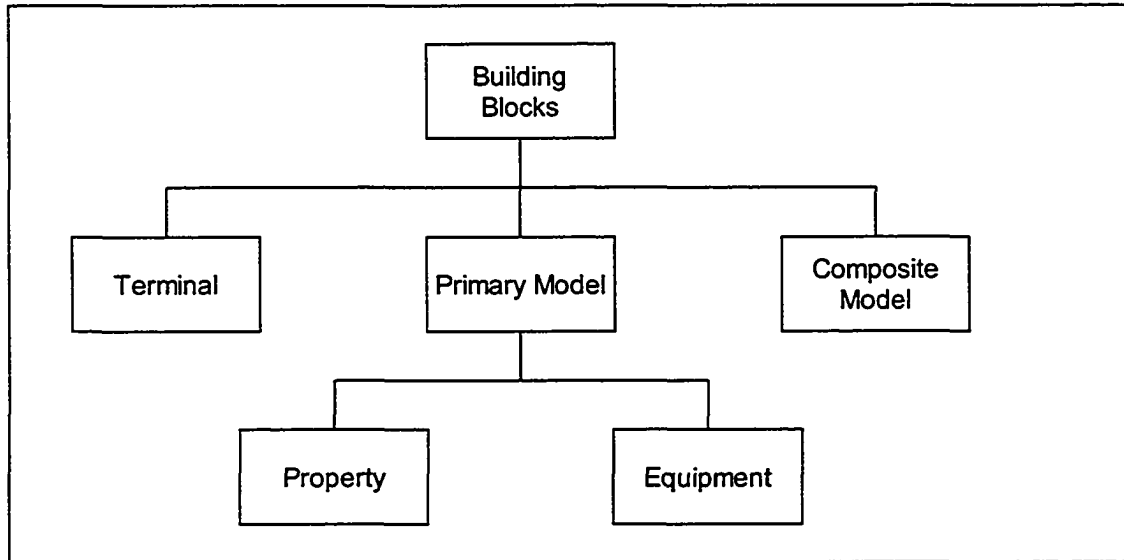 Building
Blocks
Terminal
Primary Model
Composite
Model
Property
Equipment